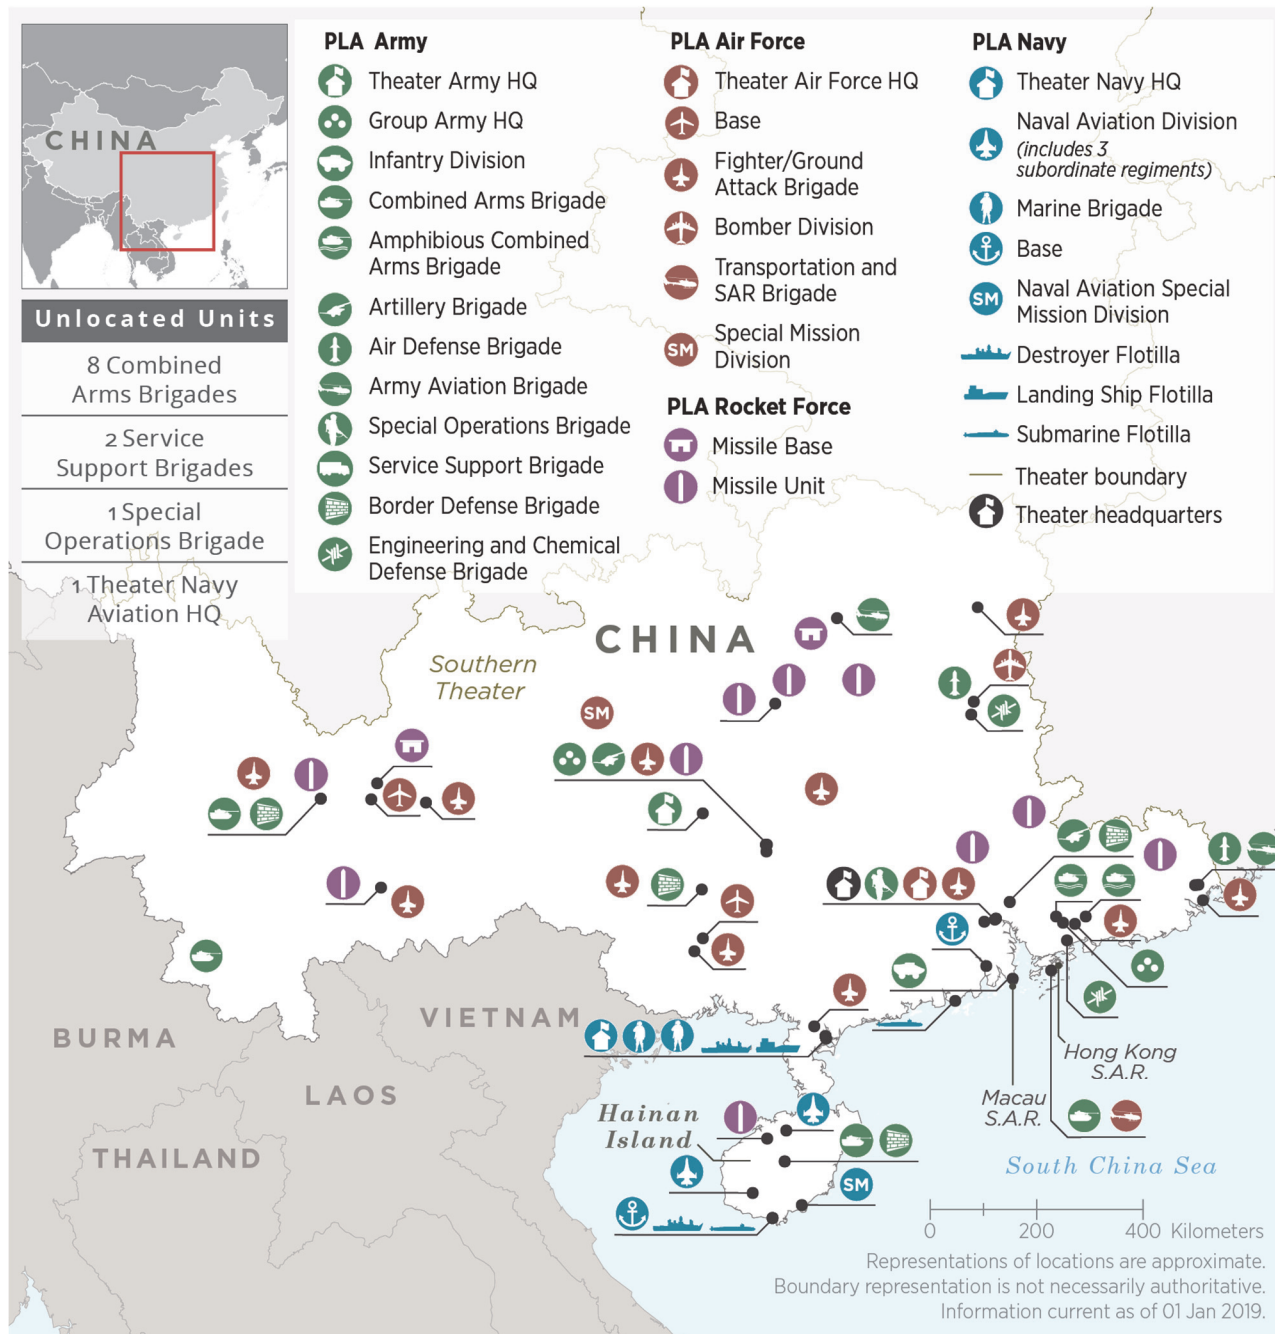 CHINA
Unlocated Units
8 Combined
Arms Brigades
2 Service
Support Brigades
1 Special
Operations Brigade
1 Theater Navy
Aviation HQ
PLA Army
Theater Army HQ
Group Army HQ
Infantry Division
Combined Arms Brigade
Amphibious Combined
Arms Brigade
Artillery Brigade
Air Defense Brigade
Army Aviation Brigade
Special Operations Brigade
Service Support Brigade
Border Defense Brigade
Engineering and Chemical
Defense Brigade
PLA Air Force
Theater Air Force HQ
Base
Fighter/Ground
Attack Brigade
Bomber Division
Transportation and
SAR Brigade
SM
Special Mission
Division
PLA Rocket Force
Missile Base
Missile Unit
PLA Navy
Theater Navy HQ
Naval Aviation Division
(includes 3
subordinate regiments)
Marine Brigade
Base
SM
Naval Aviation Special
Mission Division
Destroyer Flotilla
Landing Ship Flotilla
Submarine Flotilla
Theater boundary
Theater headquarters
CHINA
Southern
Theater
SM
BURMA
VIETNAM
LAOS
THAILAND
Hong Kong
S.A.R.
Macau
S.A.R.
Hainan
Island
SM
South China Sea
0 200 400 Kilometers
Representations of locations are approximate.
Boundary representation is not necessarily authoritative.
Information current as of 01 Jan 2019.